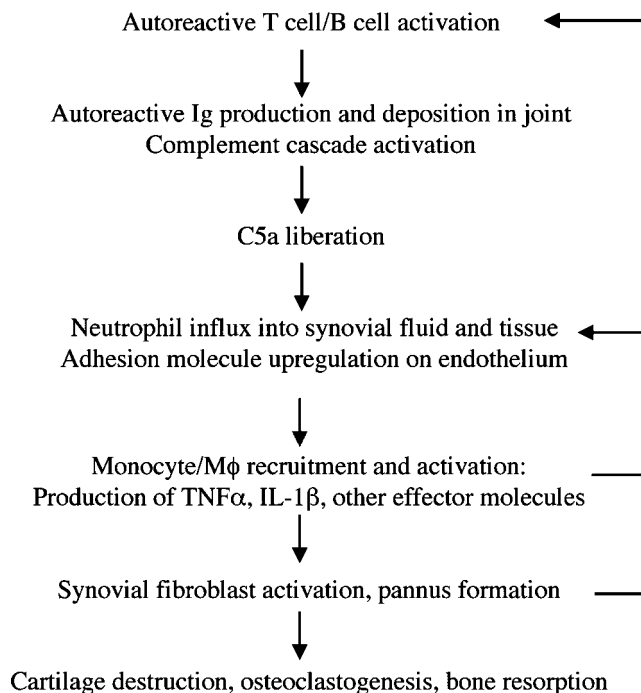 Autoreactive T cell/B cell activation
Autoreactive Ig production and deposition in joint
Complement cascade activation
C5a liberation
Neutrophil influx into synovial fluid and tissue
Adhesion molecule upregulation on endothelium
Monocyte/Mϕ recruitment and activation:
Production of TNFα, IL-1β, other effector molecules
Synovial fibroblast activation, pannus formation
Cartilage destruction, osteoclastogenesis, bone resorption